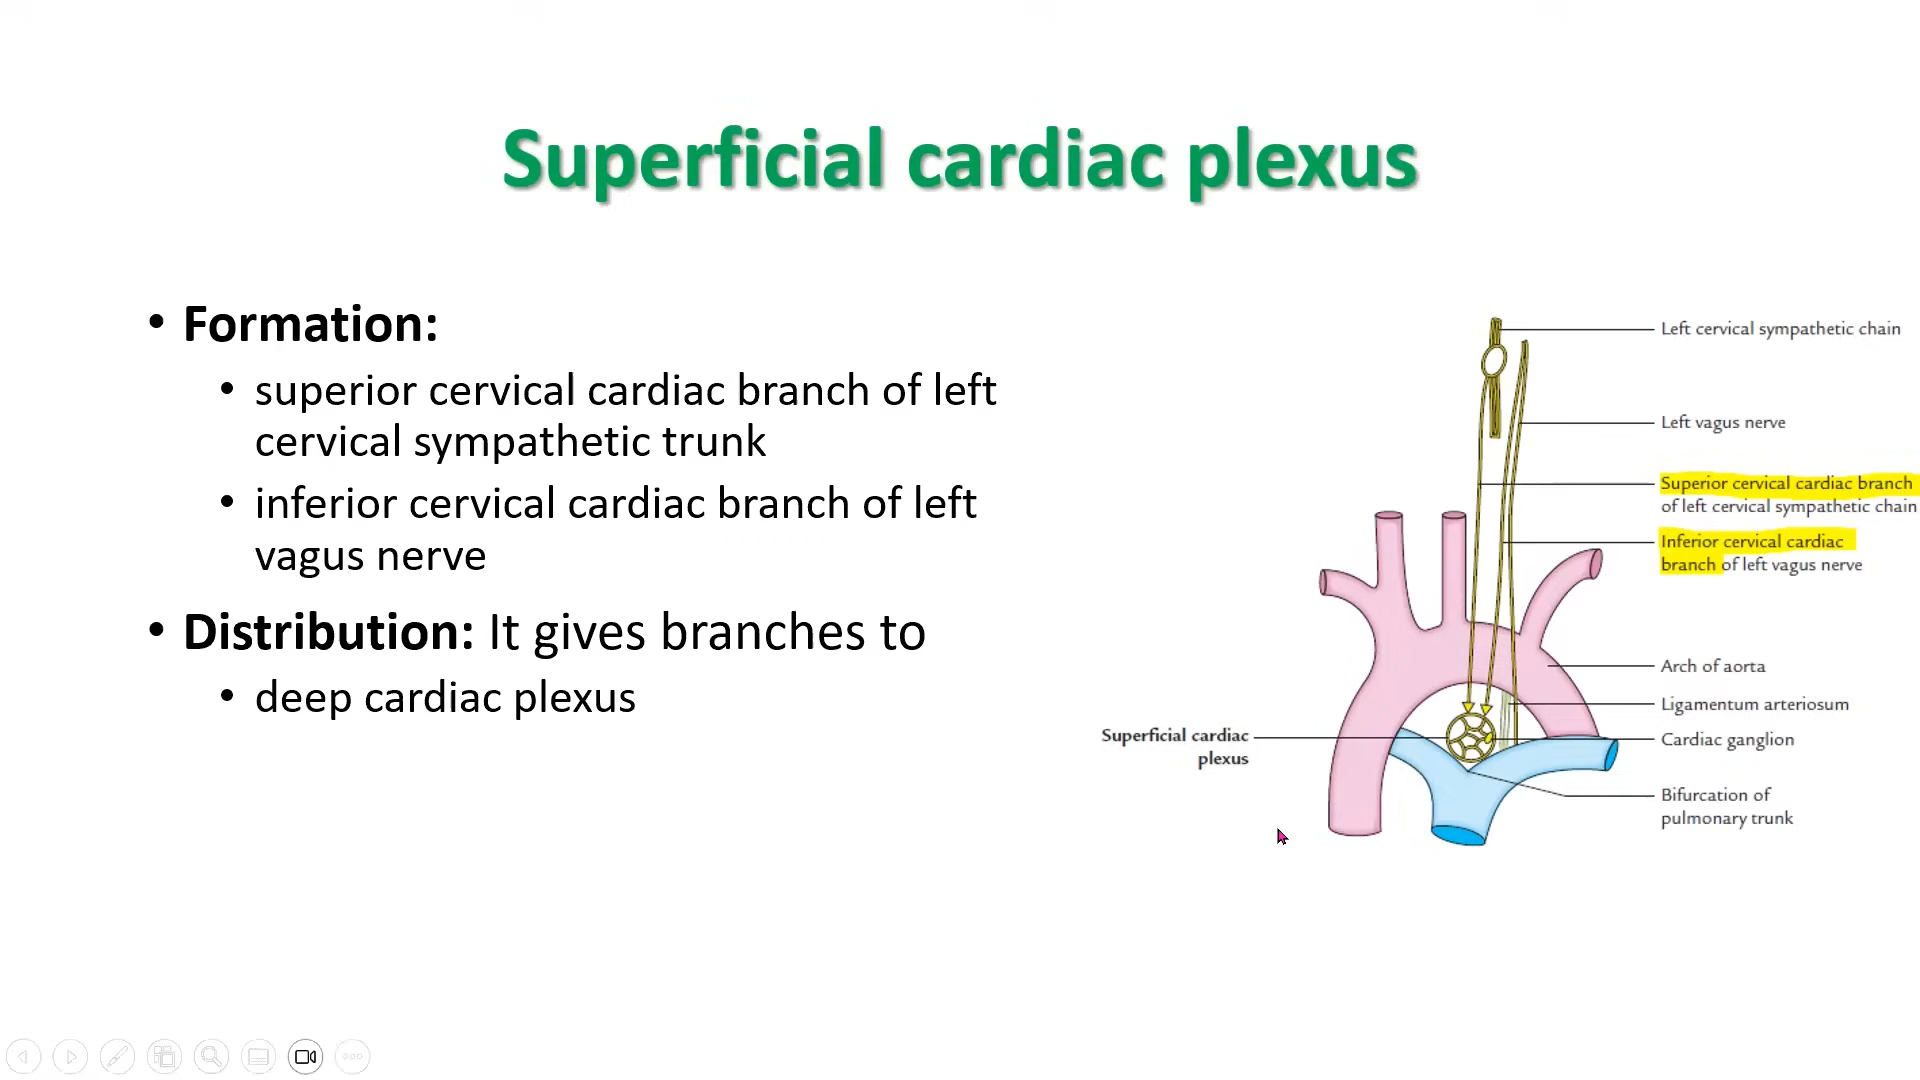 Superficial cardiac plexus
• Formation:
• superior cervical cardiac branch of left
cervical sympathetic trunk
• inferior cervical cardiac branch of left
vagus nerve
• Distribution: It gives branches to
• deep cardiac plexus
Left cervical sympathetic chain
Left vagus nerve
Superior cervical cardiac branch
of left cervical sympathetic chain
Inferior cervical cardiac
branch of left vagus nerve
Arch of aorta
Ligamentum arteriosum
Cardiac ganglion
Bifurcation of
pulmonary trunk
Superficial cardiac
plexus